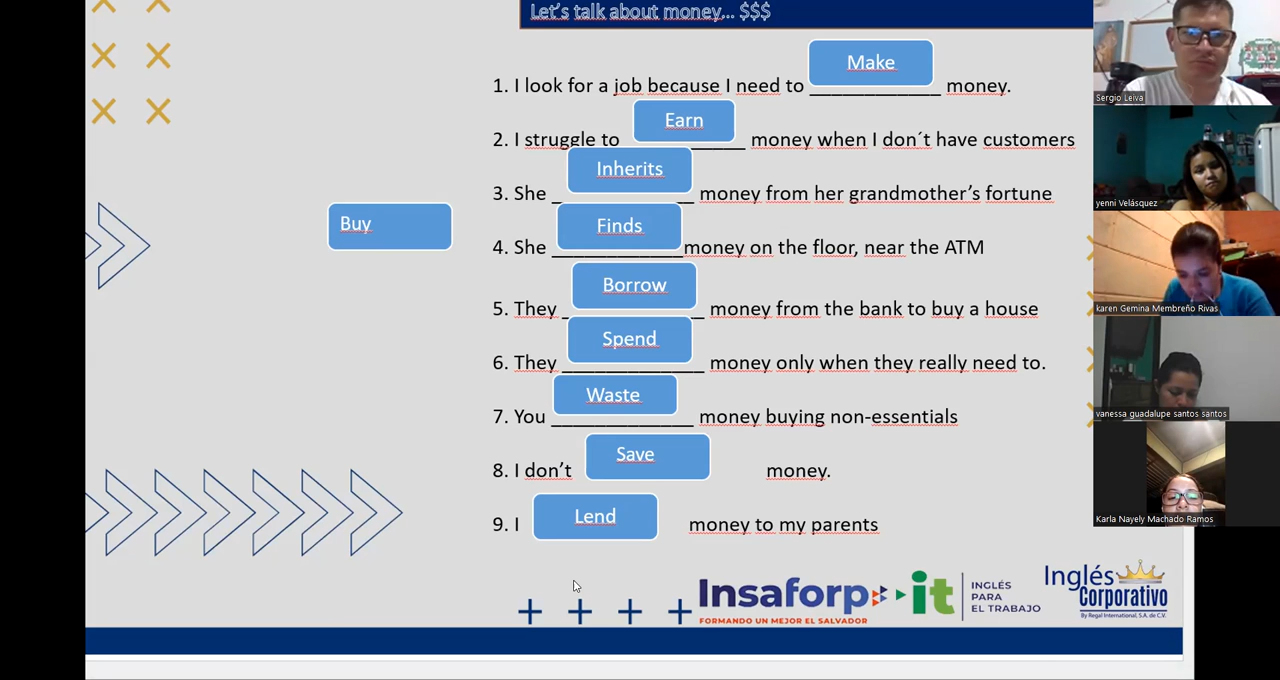 Let's talk about money... $$$
1. I look for a job because I need to Make money.
2. I struggle to Earn money when I don´t have customers
3. She Inherits money from her grandmother's fortune
Buy
4. She Finds money on the floor, near the ATM
5. They Borrow money from the bank to buy a house
6. They Spend money only when they really need to.
7. You Waste money buying non-essentials
8. I don't Save money.
9. I Lend money to my parents
Sergio Leiva
yenni Velásquez
karen Gemina Membreño Rivas
vanessa guadalupe santos santos
Karla Nayely Machado Ramos
Insaforp
FORMANDO UN MEJOR EL SALVADOR
it
INGLÉS
PARA
EL TRABAJO
Inglés
Corporativo
By Regal International, S.A. de C.V.